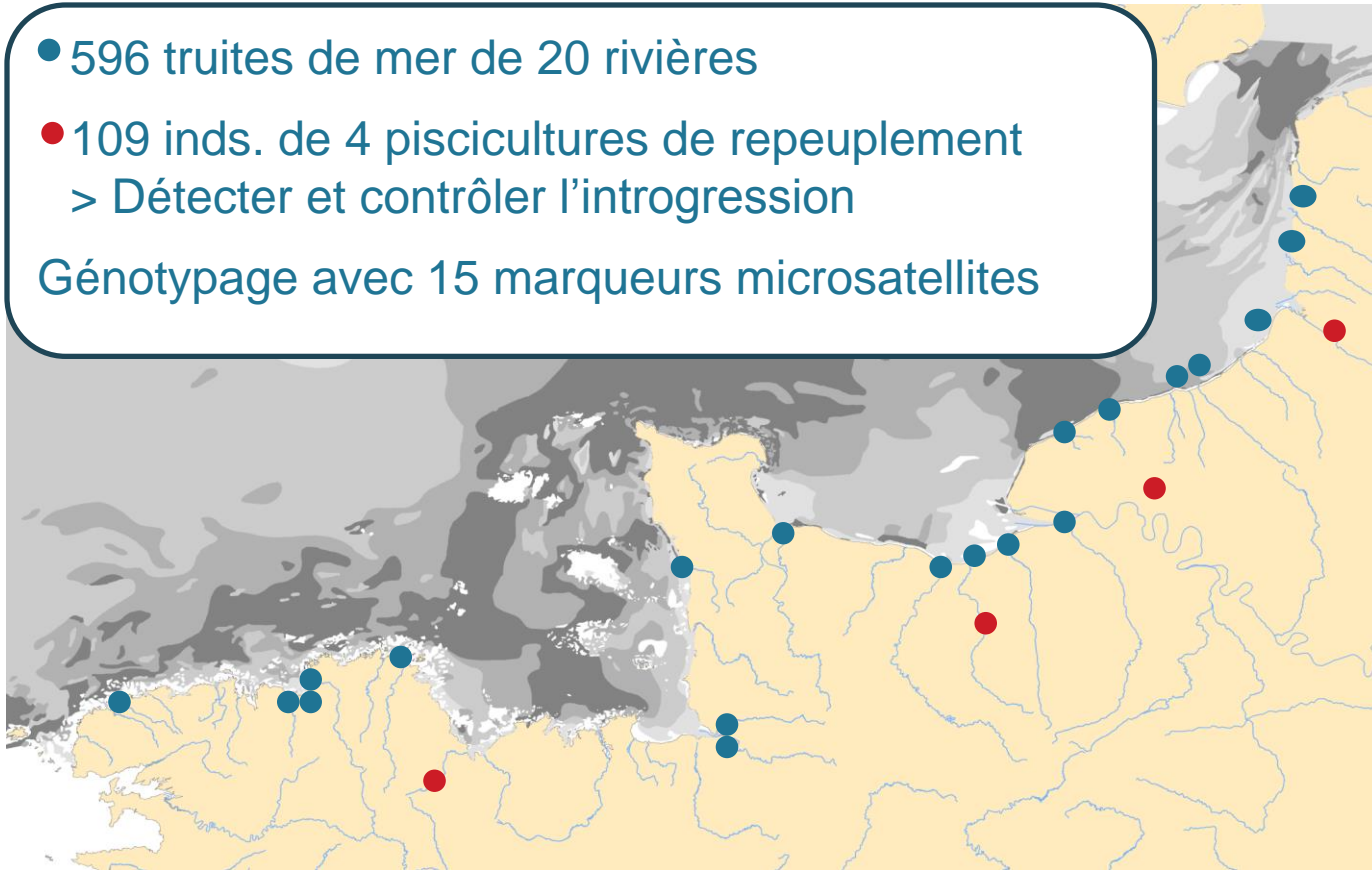 596 truites de mer de 20 rivières
109 inds. de 4 piscicultures de repeuplement
> Détecter et contrôler l’introgression
Génotypage avec 15 marqueurs microsatellites